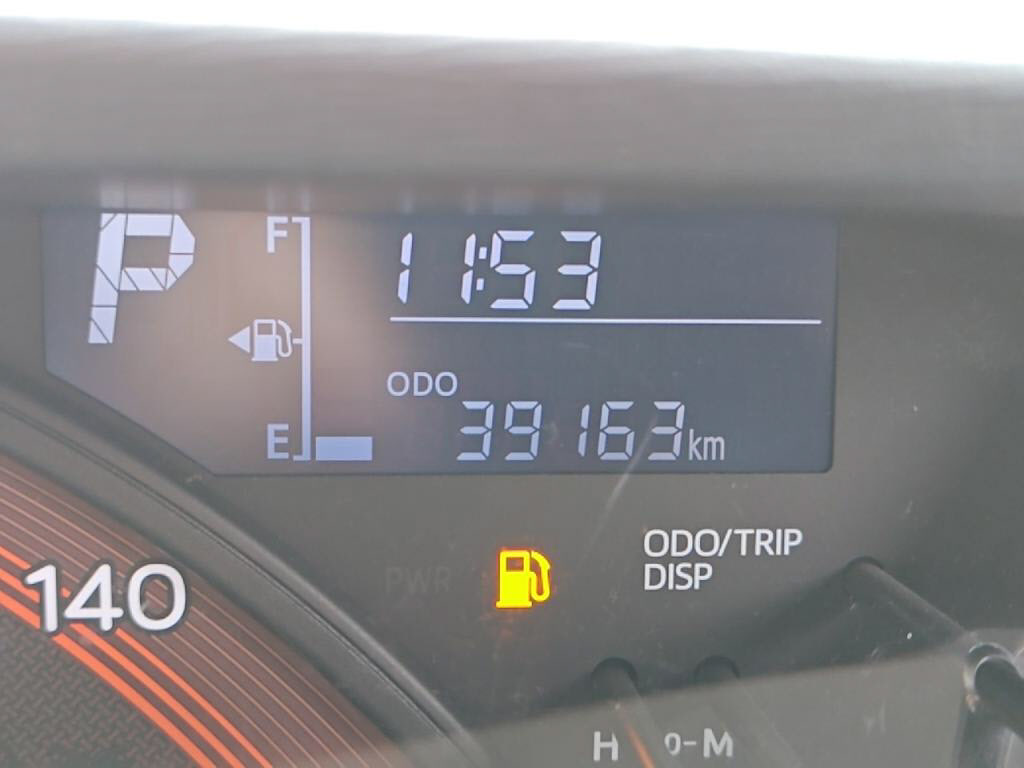 P
F
11:53
ODO
E
39163km
PWR
ODO/TRIP
DISP
140
H
0-M